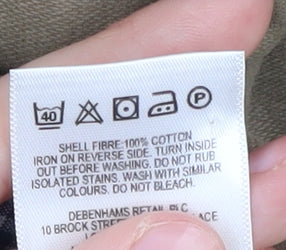 40 P
SHELL FIBRE:100% COTTON
IRON ON REVERSE SIDE. TURN INSIDE
OUT BEFORE WASHING. DO NOT RUB
ISOLATED STAINS. WASH WITH SIMILAR
COLOURS. DO NOT BLEACH.
DEBENHAMS RETAIL PLC
10 BROCK STREE